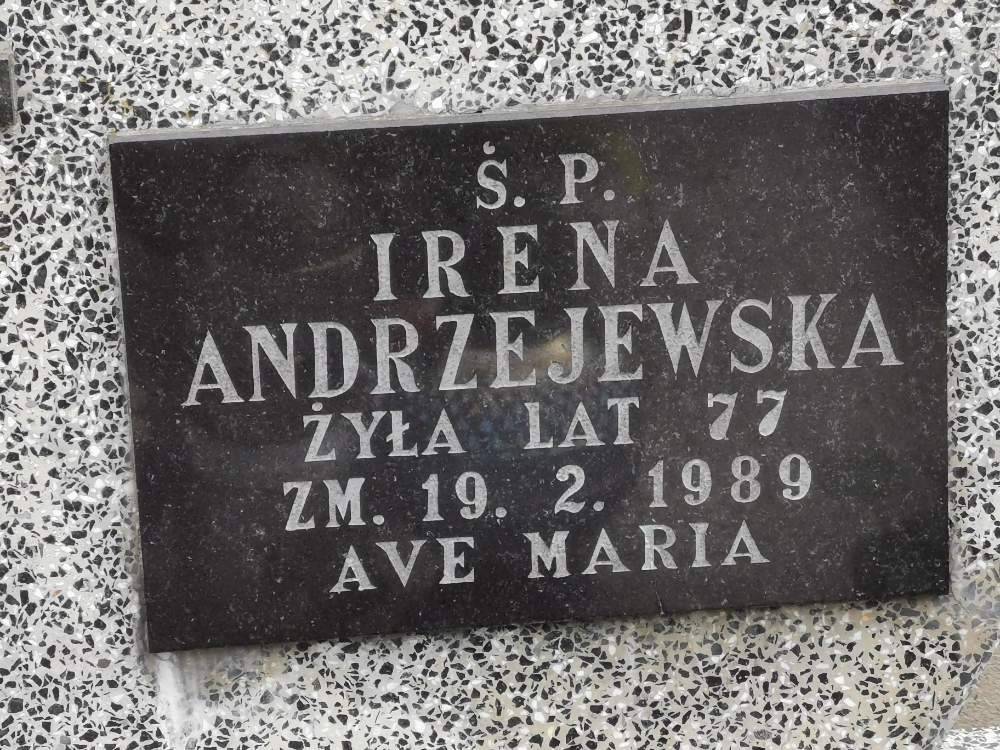 Ś. P.
IRENA
ANDRZEJEWSKA
ŻYŁA LAT 77
ZM. 19. 2. 1989
AVE MARIA